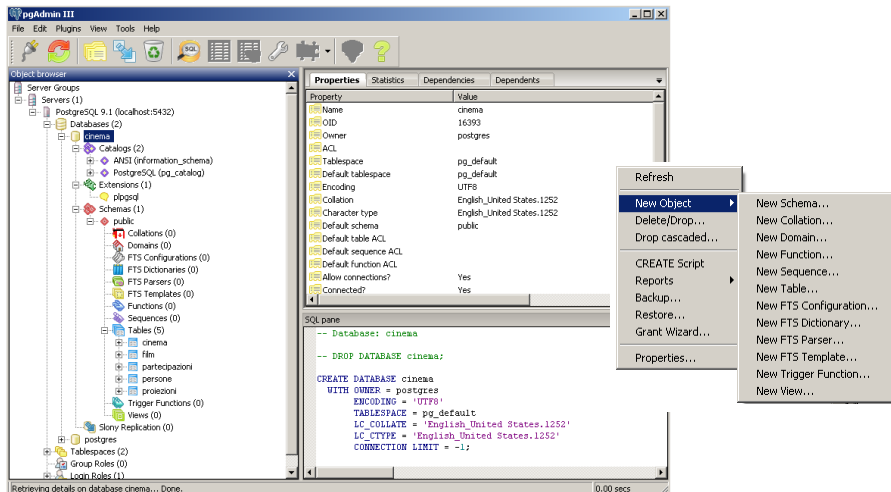 pgAdmin III
File Edit Plugins View Tools Help
SQL
Object browser
Server Groups
Servers (1)
PostgreSQL 9.1 (localhost:5432)
Databases (2)
cinema
Catalogs (2)
ANSI (information_schema)
PostgreSQL (pg_catalog)
Extensions (1)
plpgsql
Schemas (1)
public
Collations (0)
Domains (0)
FTS Configurations (0)
FTS Dictionaries (0)
FTS Parsers (0)
FTS Templates (0)
Functions (0)
Sequences (0)
Tables (5)
cinema
film
partecipazioni
persone
proiezioni
Trigger Functions (0)
Views (0)
Slony Replication (0)
postgres
Tablespaces (2)
Group Roles (0)
Login Roles (1)
Retrieving details on database cinema... Done.
Properties Statistics Dependencies Dependents
Property Value
Name cinema
OID 16393
Owner postgres
ACL
Tablespace pg_default
Default tablespace pg_default
Encoding UTF8
Collation English_United States.1252
Character type English_United States.1252
Default schema public
Default table ACL
Default sequence ACL
Default function ACL
Allow connections? Yes
Connected? Yes
SQL pane
-- Database: cinema
-- DROP DATABASE cinema;
CREATE DATABASE cinema
WITH OWNER = postgres
ENCODING = 'UTF8'
TABLESPACE = pg_default
LC_COLLATE = 'English_United States.1252'
LC_CTYPE = 'English_United States.1252'
CONNECTION LIMIT = -1;
0.00 secs
Refresh
New Object
Delete/Drop...
Drop cascaded...
CREATE Script
Reports
Backup...
Restore...
Grant Wizard...
Properties...
New Schema...
New Collation...
New Domain...
New Function...
New Sequence...
New Table...
New FTS Configuration...
New FTS Dictionary...
New FTS Parser...
New FTS Template...
New Trigger Function...
New View...